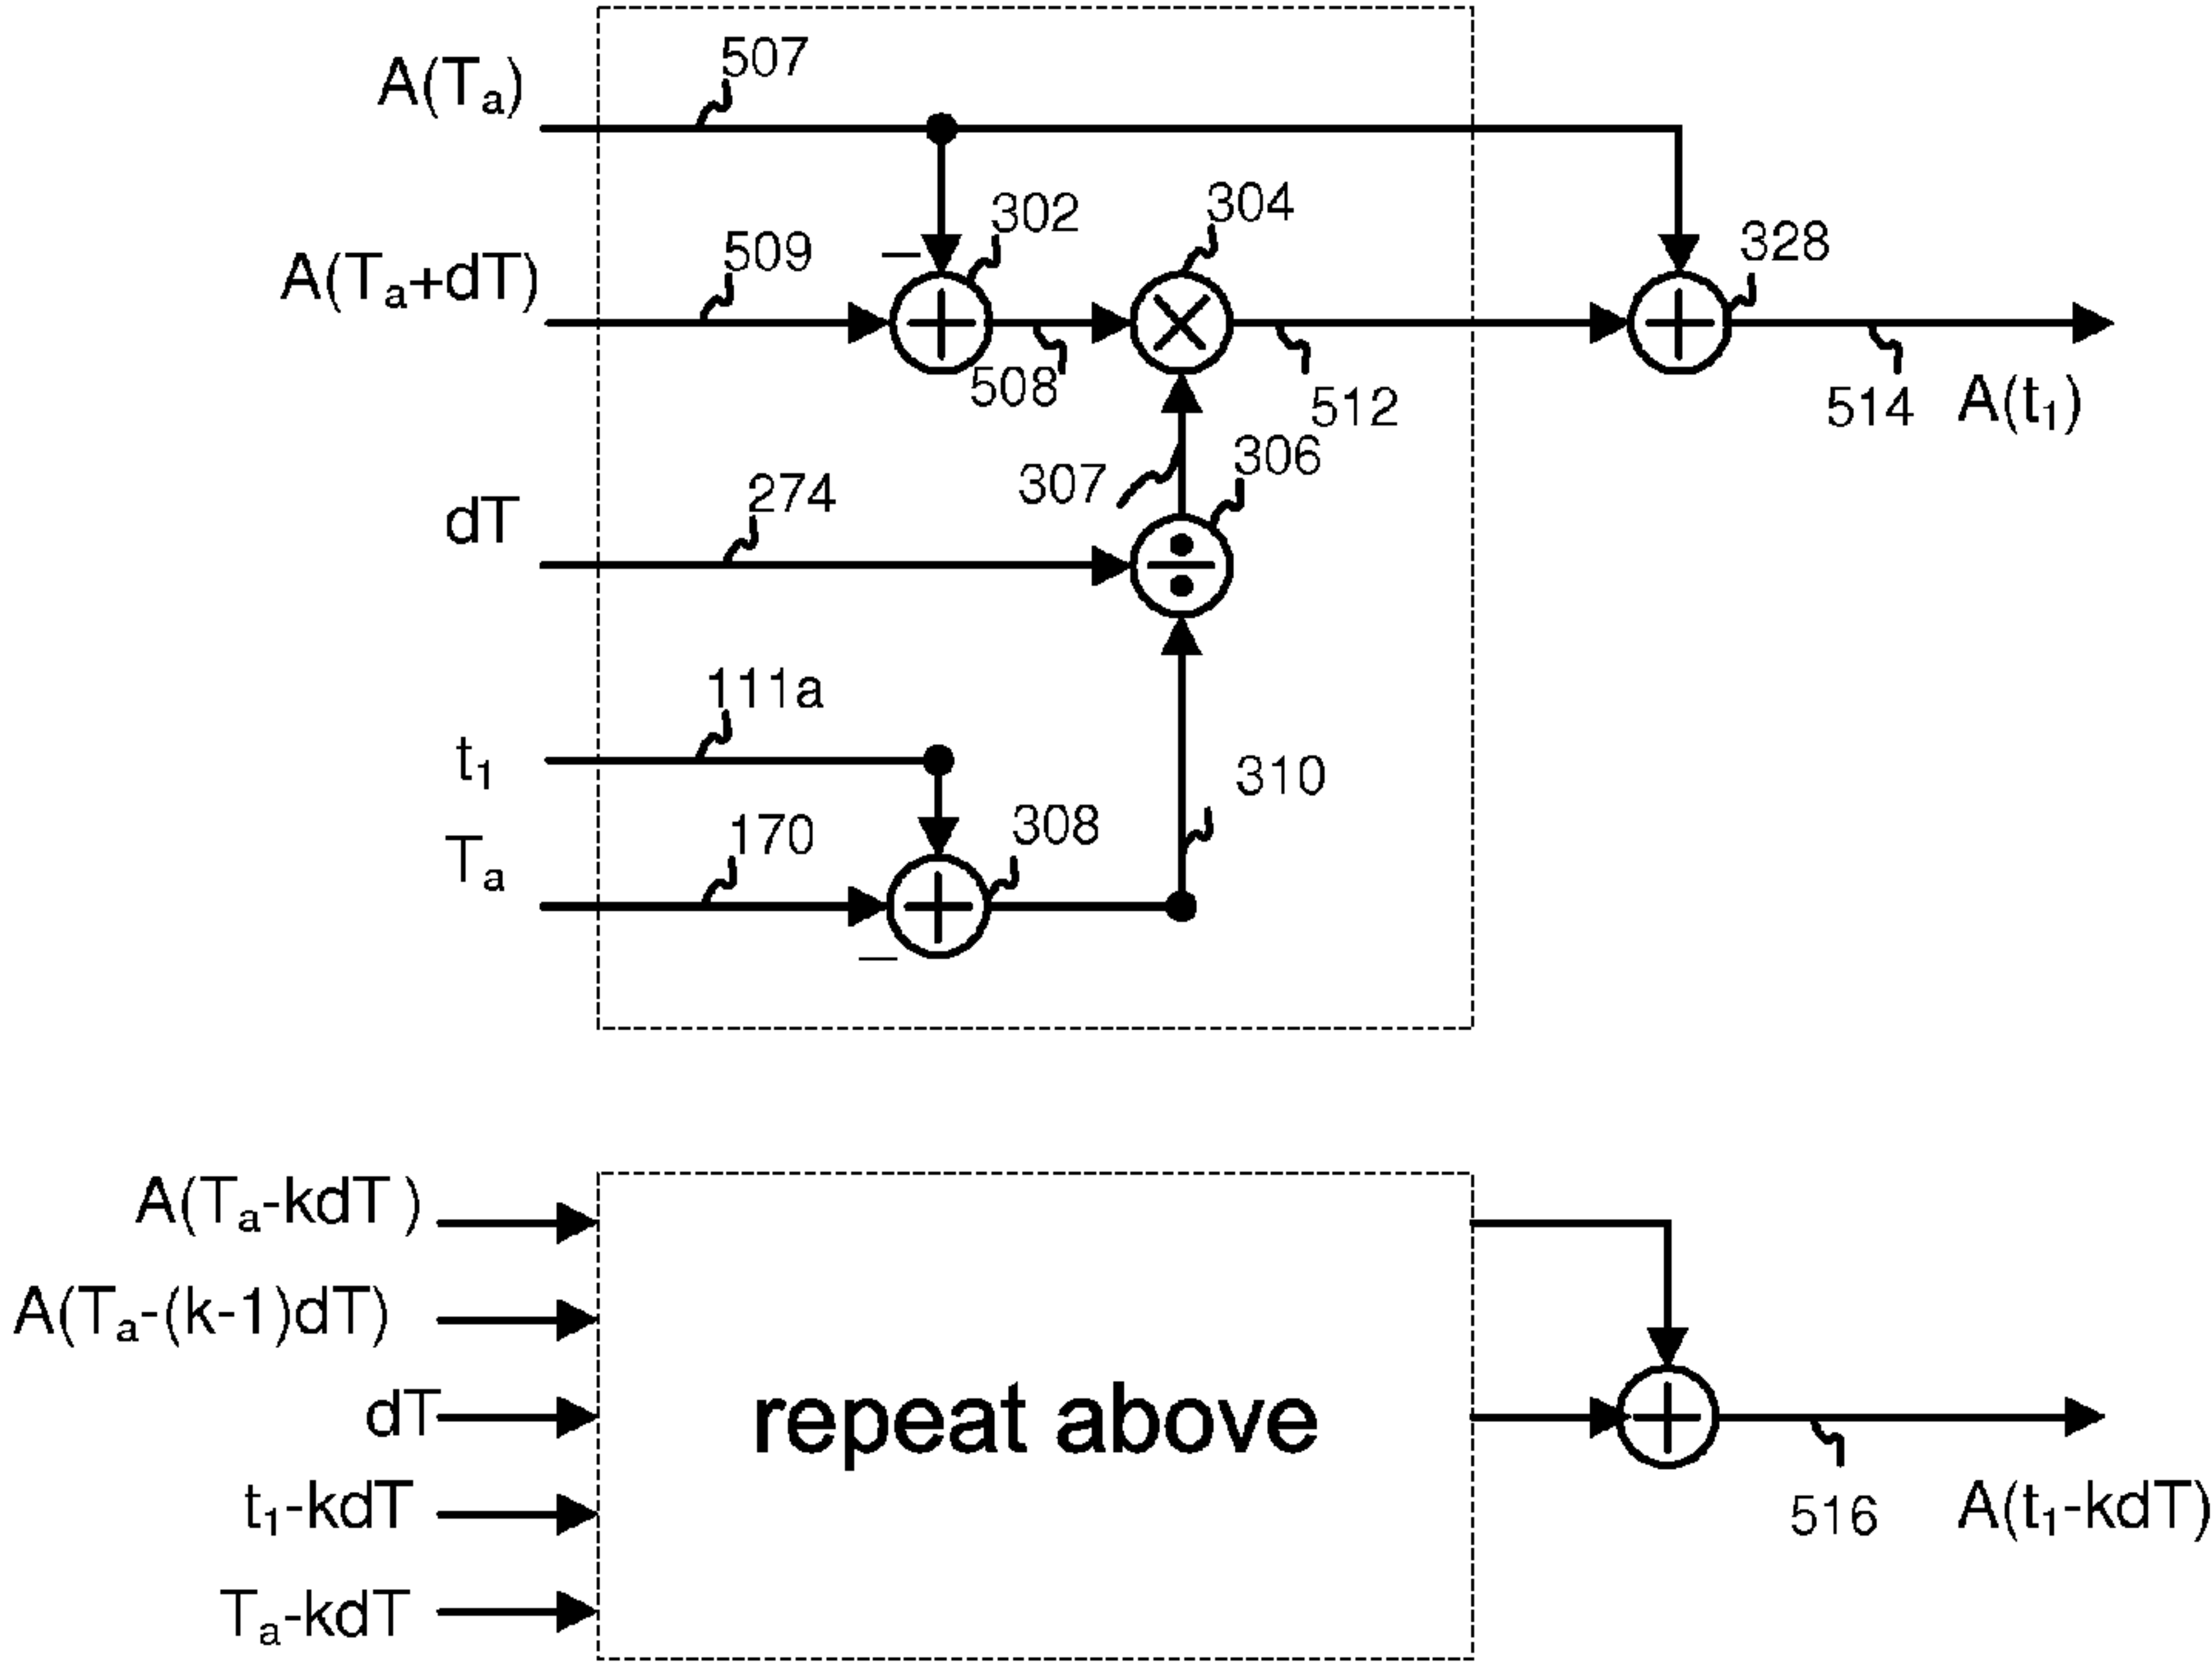 507
A(Tₐ)
302
304
509
328
A(Tₐ+dT)
–
+
×
+
508
512
514
A(t₁)
307
306
274
dT
÷
111a
t₁
310
170
308
Tₐ
+
–
A(Tₐ-kdT)
A(Tₐ-(k-1)dT)
dT
repeat above
+
t₁-kdT
516
A(t₁-kdT)
Tₐ-kdT